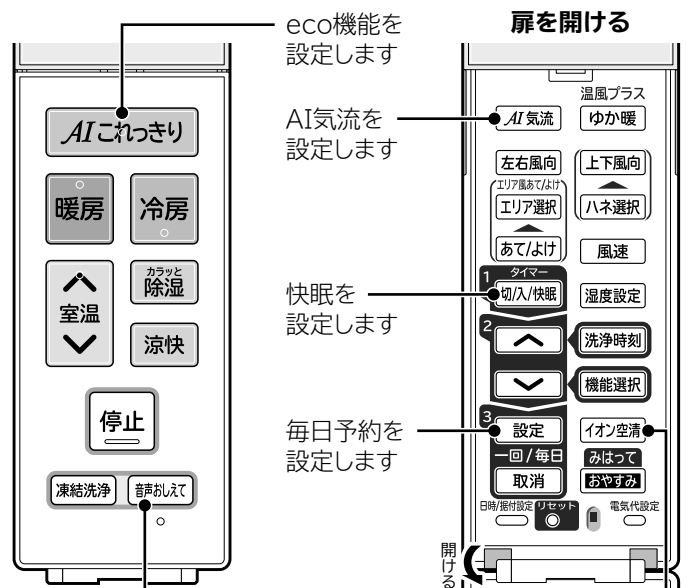 eco機能を
設定します
AI気流を
設定します
快眠を
設定します
毎日予約を
設定します
AIこれっきり
暖房
冷房
室温
カラッと
除湿
涼快
停止
凍結洗浄
音声おしえて
扉を開ける
温風プラス
AI気流
ゆか暖
左右風向
上下風向
エリア風あて/よけ
エリア選択
ハネ選択
あて/よけ
風速
1
タイマー
切/入/快眠
湿度設定
2
洗浄時刻
機能選択
3
設定
イオン空清
一回/毎日
みはって
取消
おやすみ
日時/据付設定
リセット
電気代設定
開ける